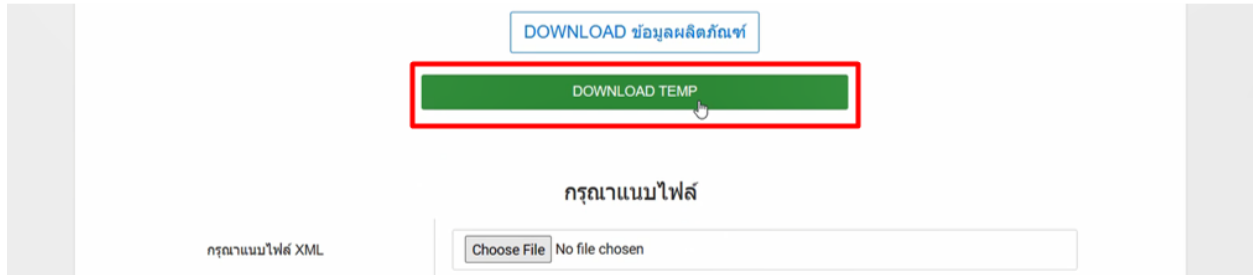 DOWNLOAD ข้อมูลผลิตภัณฑ์
DOWNLOAD TEMP
กรุณาแนบไฟล์
กรุณาแนบไฟล์ XML
Choose File No file chosen